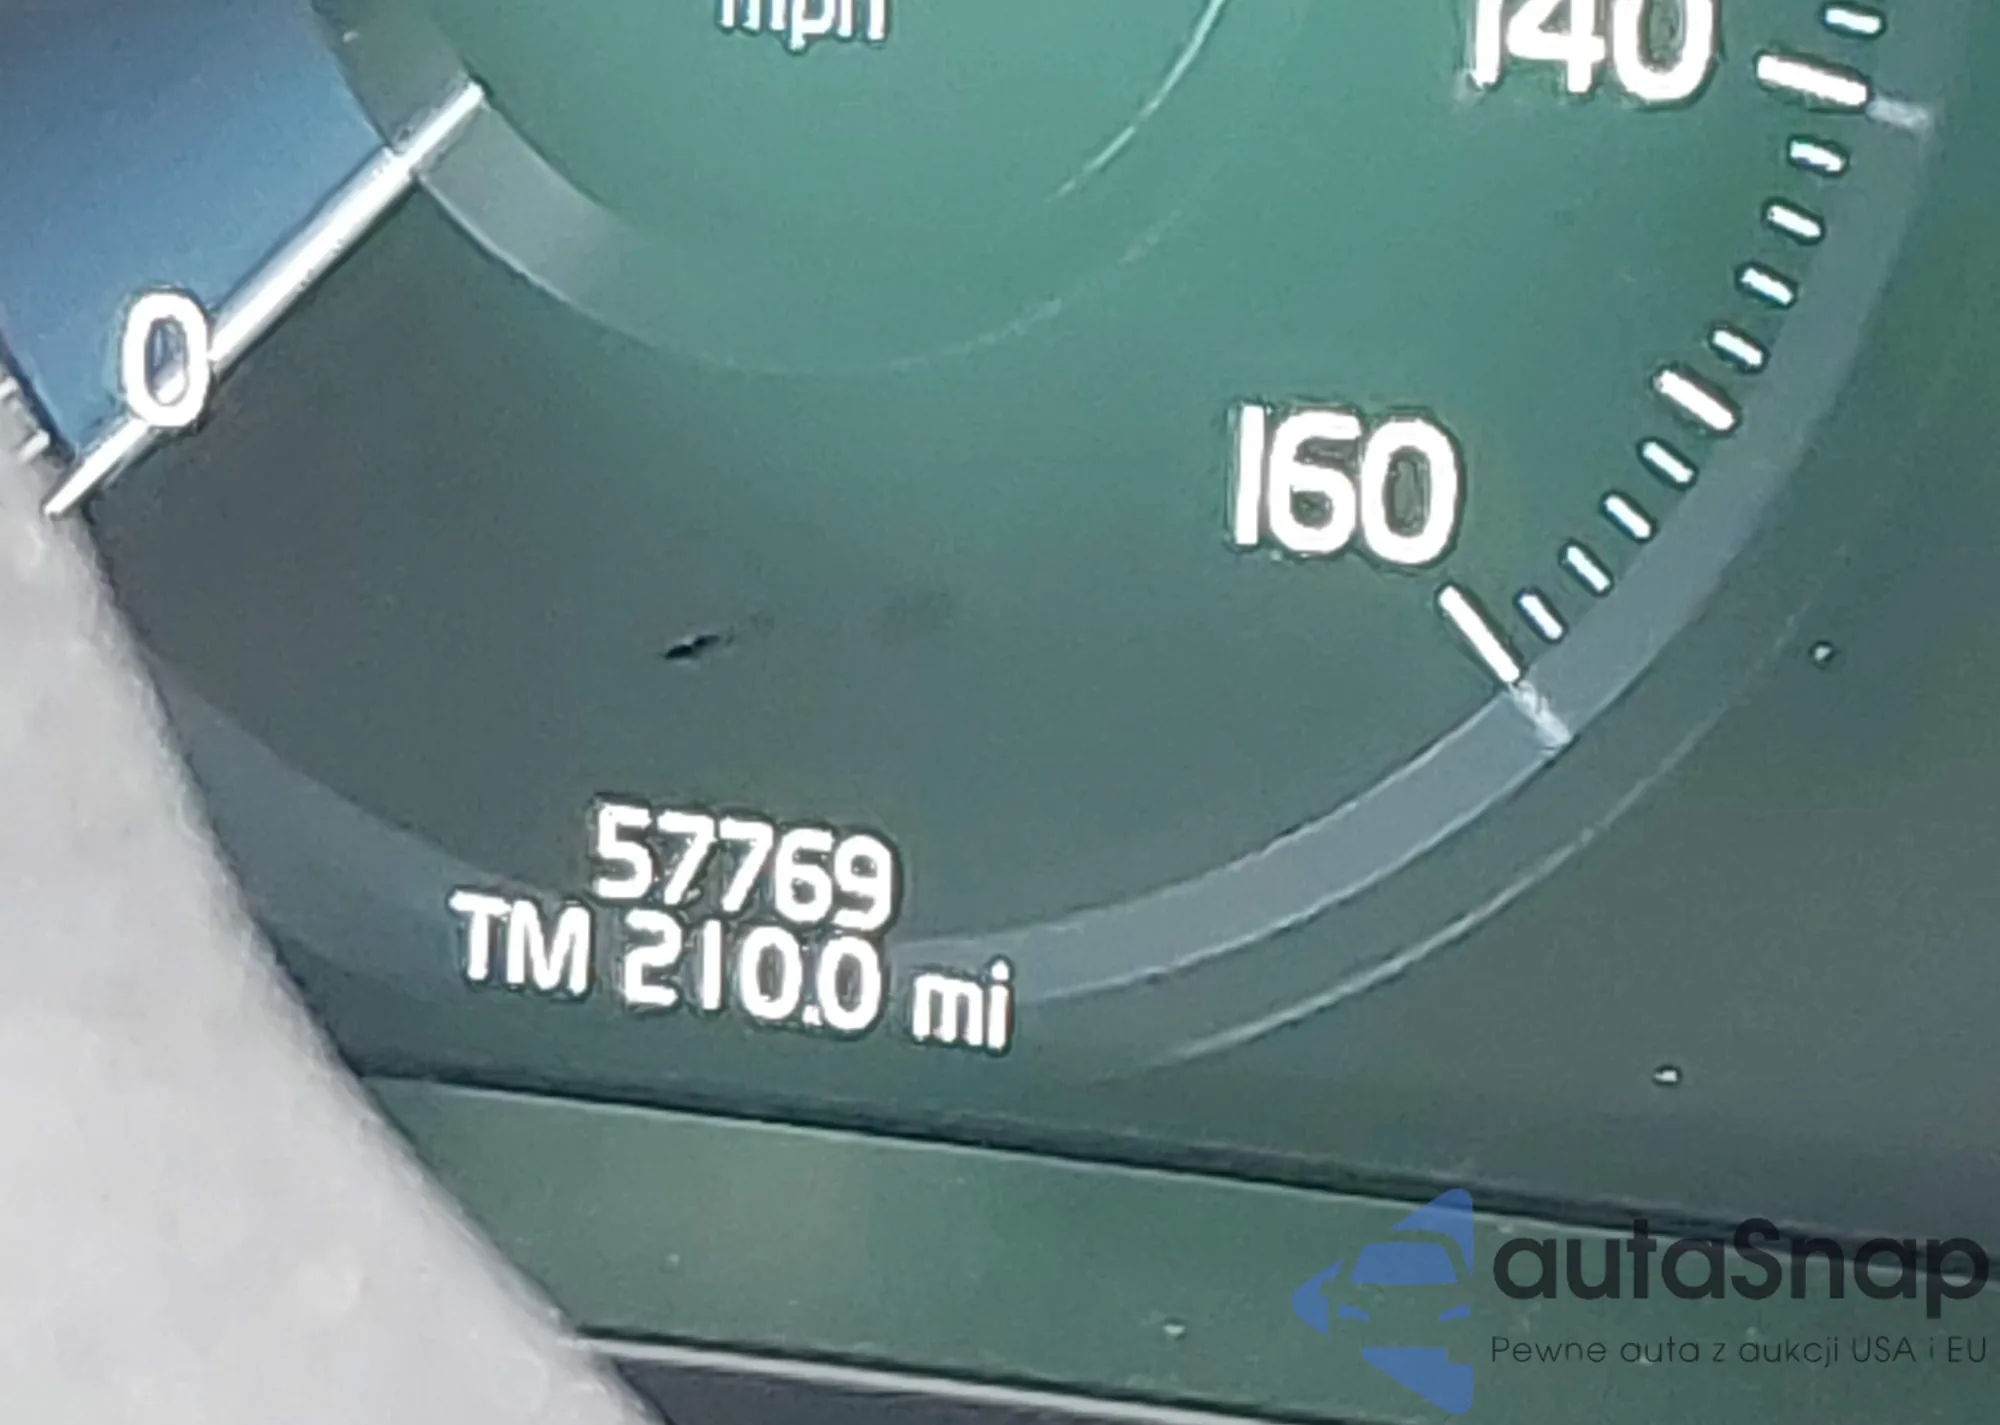 mph
140
0
160
57769
TM 210.0 mi
autaSnap
Pewne auta z aukcji USA i EU